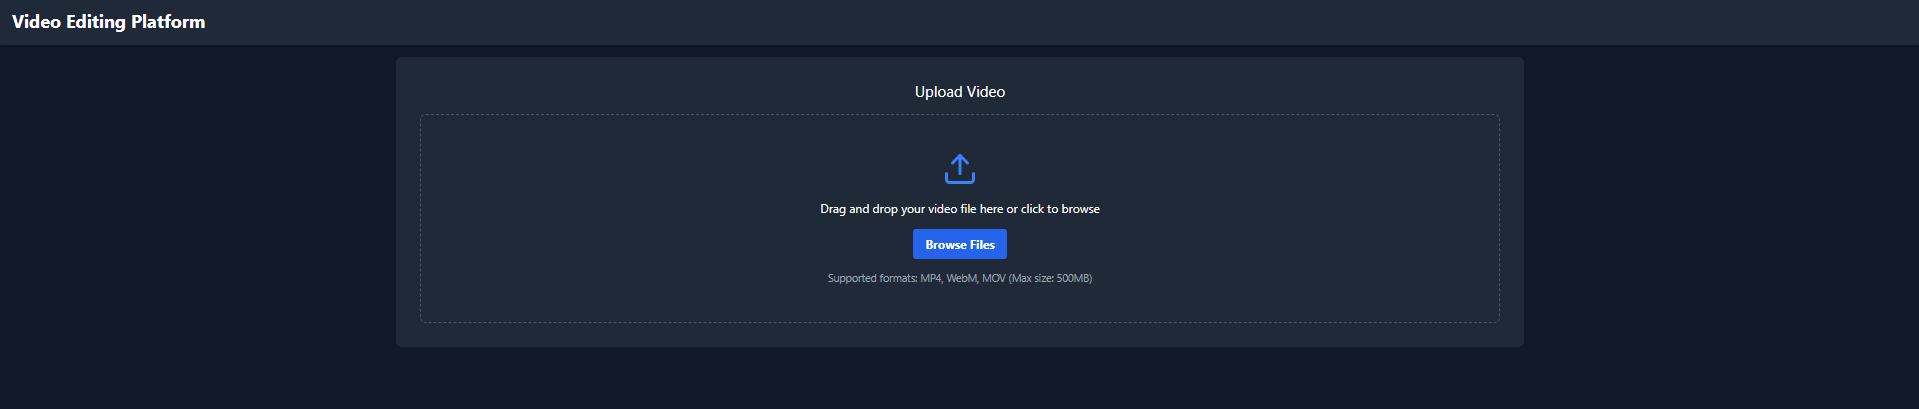 Video Editing Platform
Upload Video
Drag and drop your video file here or click to browse
Browse Files
Supported formats: MP4, WebM, MOV (Max size: 500MB)